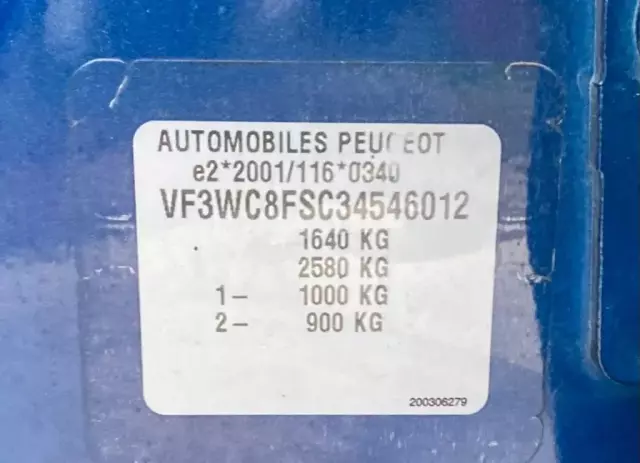 AUTOMOBILES PEUGEOT
e2*2001/116*0340
VF3WC8FSC34546012
1640 KG
2580 KG
1- 1000 KG
2- 900 KG
200306279